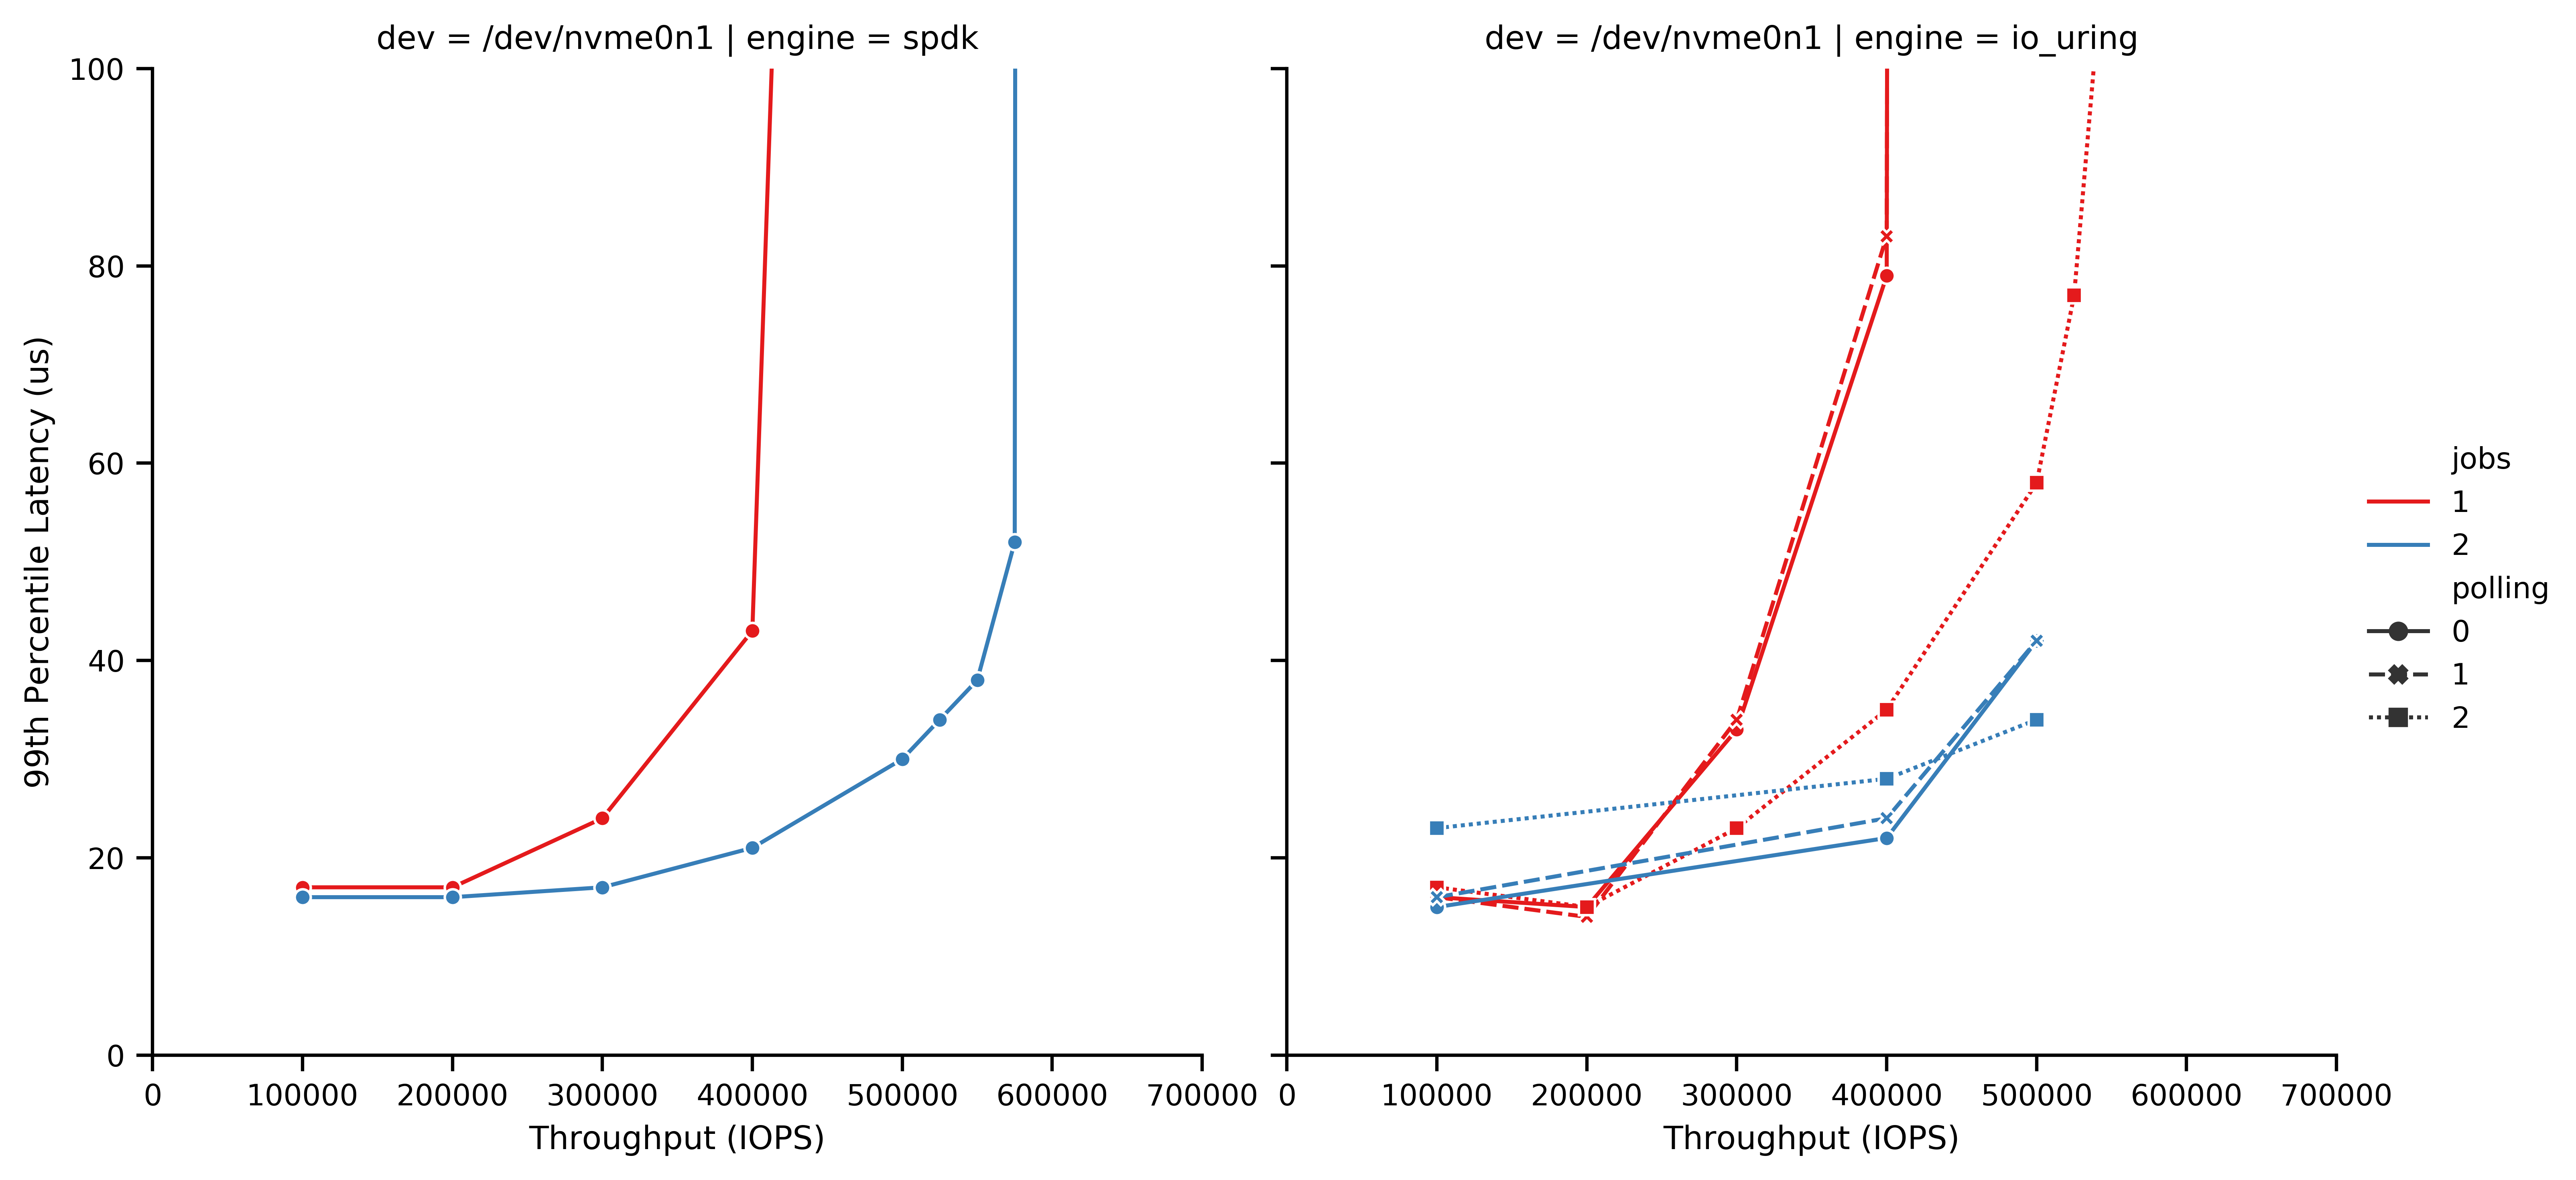 dev = /dev/nvme0n1 | engine = spdk
dev = /dev/nvme0n1 | engine = io_uring
99th Percentile Latency (us)
100
80
60
40
20
0
0 100000 200000 300000 400000 500000 600000 700000
Throughput (IOPS)
0 100000 200000 300000 400000 500000 600000 700000
Throughput (IOPS)
jobs
1
2
polling
0
1
2